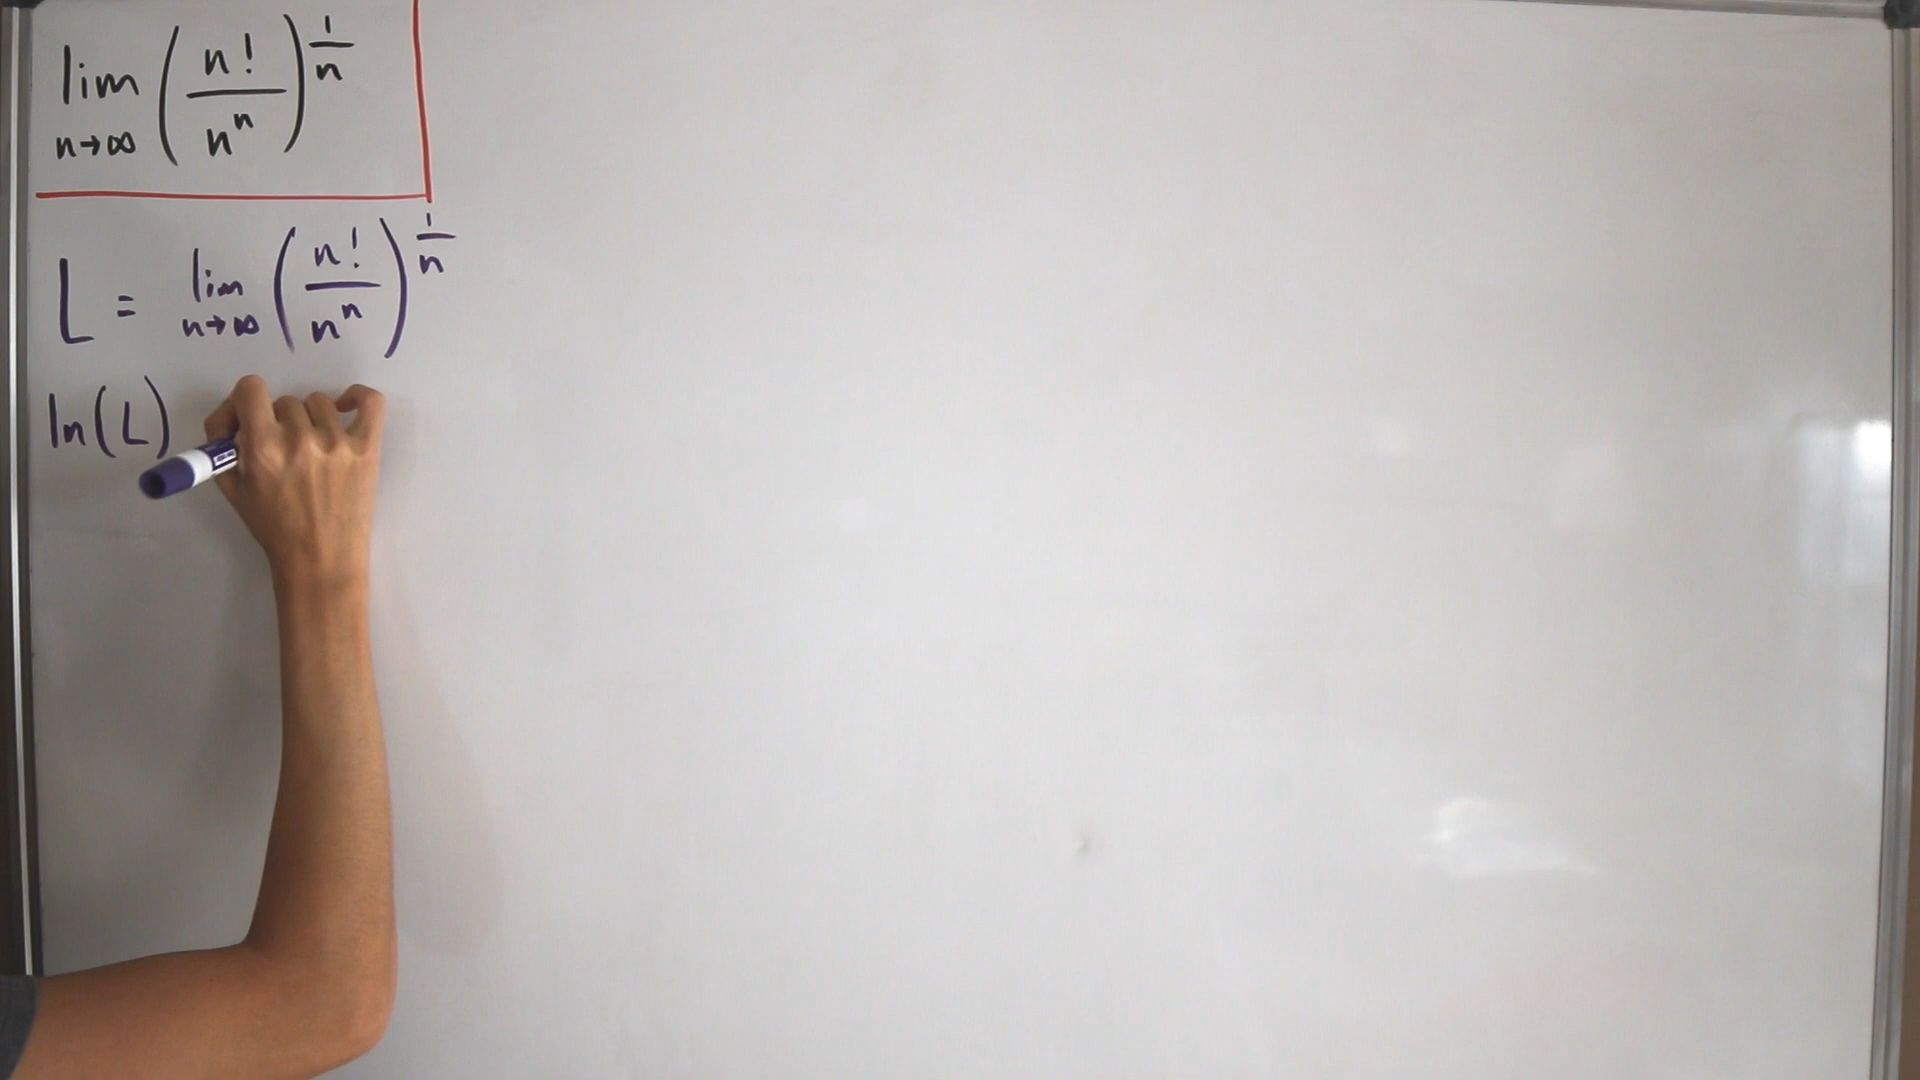 lim n→∞ (n!/n^n)^(1/n)
L = lim n→∞ (n!/n^n)^(1/n)
ln(L)